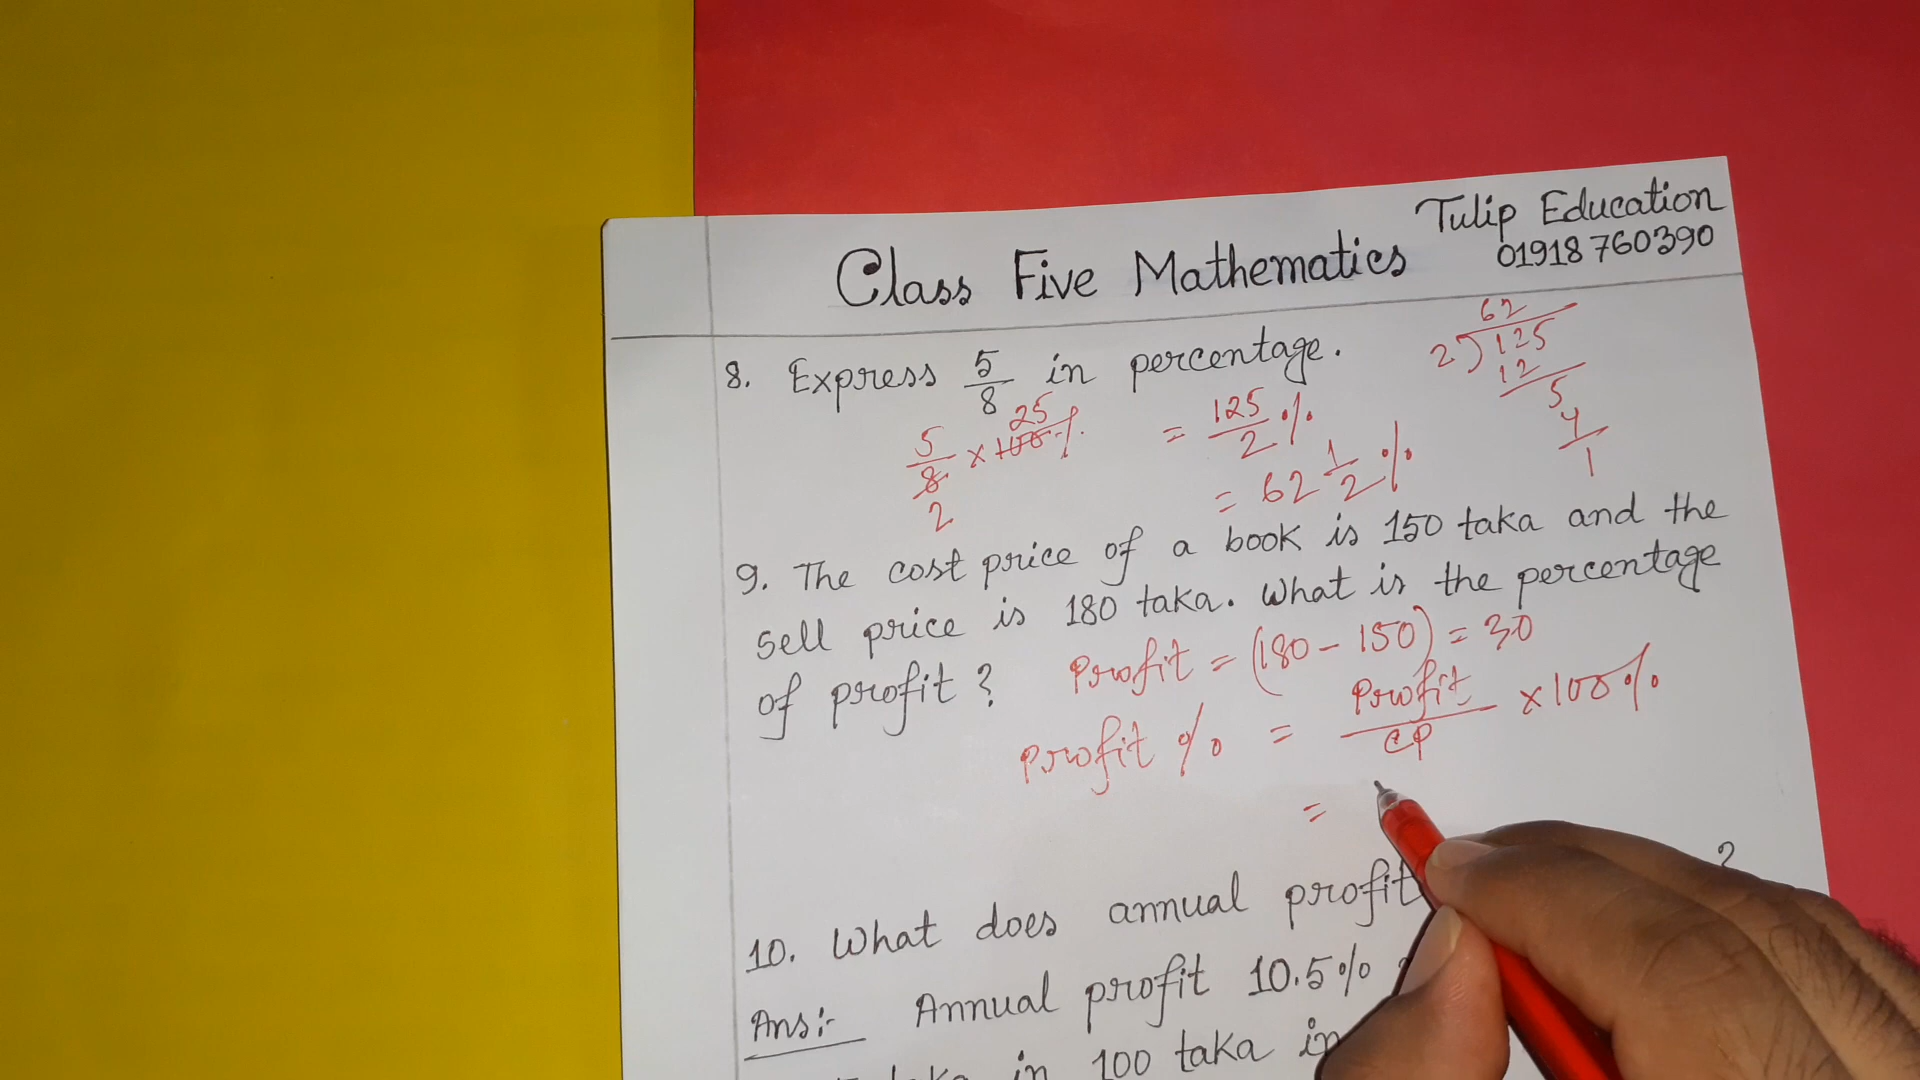 Tulip Education
01918 760390
Class Five Mathematics
8. Express 5/8 in percentage.
5/8 × 100 %
25
2
= 125/2 %
= 62 1/2 %
62
2)125
12
5
4
1
9. The cost price of a book is 150 taka and the
sell price is 180 taka. What is the percentage
of profit?
Profit = (180 - 150) = 30
profit % = Profit/CP × 100%
=
10. What does annual profit ?
Ans:- Annual profit 10.5%
in 100 taka in